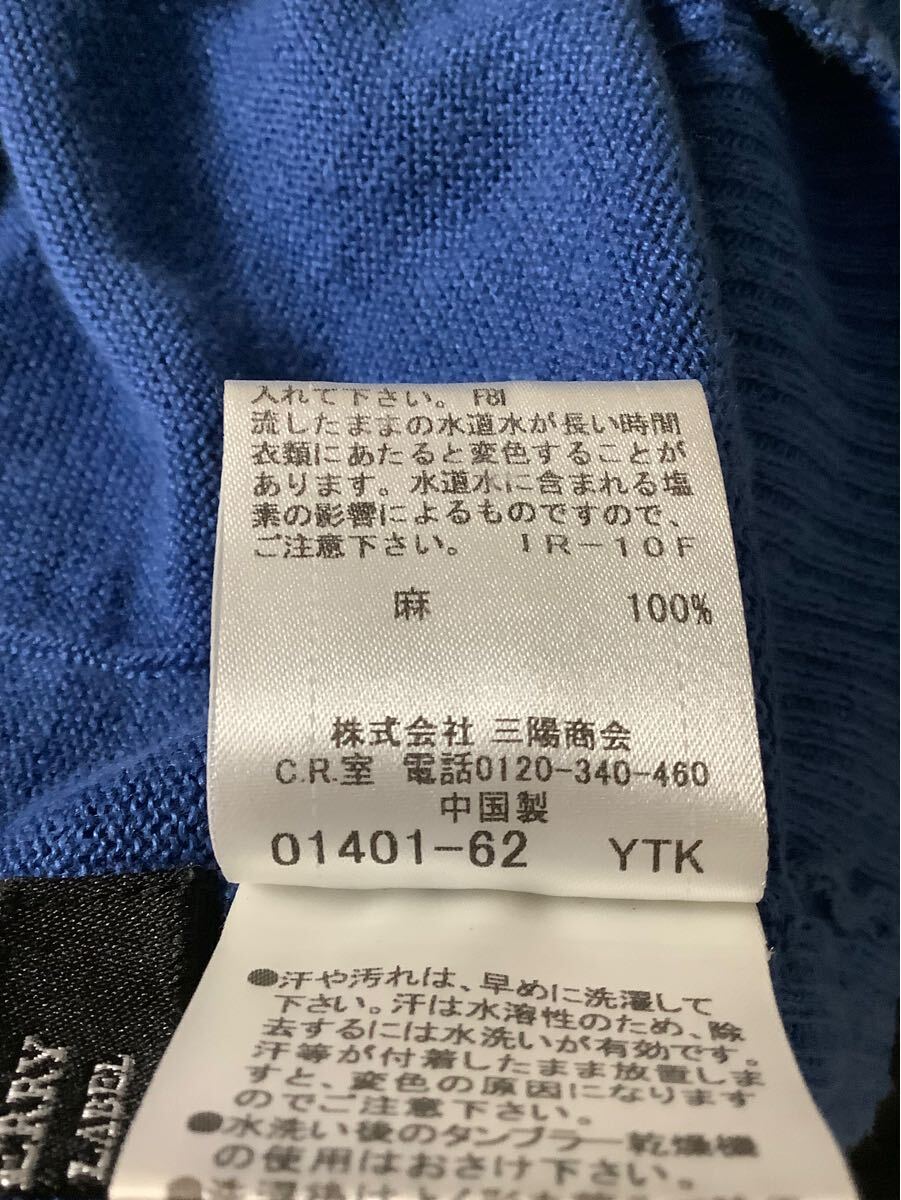 入れて下さい。 F8I
流したままの水道水が長い時間
衣類にあたると変色することが
あります。水道水に含まれる塩
素の影響によるものですので、
ご注意下さい。 IR-10F
麻 100%
株式会社 三陽商会
C.R.室 電話0120-340-460
中国製
01401-62 YTK
●汗や汚れは、早めに洗濯して
下さい。汗は水溶性のため、除
去するには水洗いが有効です。
汗等が付着したまま放置しま
すと、変色の原因になります
のでご注意下さい。
●水洗い後のタンブラー乾燥機
の使用はおさけ下さい。
LABEL